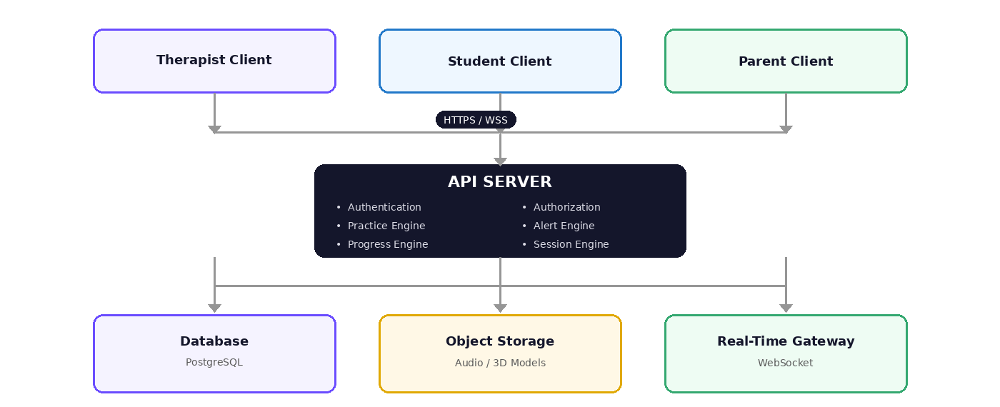 Therapist Client
Student Client
Parent Client
HTTPS / WSS
API SERVER
• Authentication
• Authorization
• Practice Engine
• Alert Engine
• Progress Engine
• Session Engine
Database
PostgreSQL
Object Storage
Audio / 3D Models
Real-Time Gateway
WebSocket